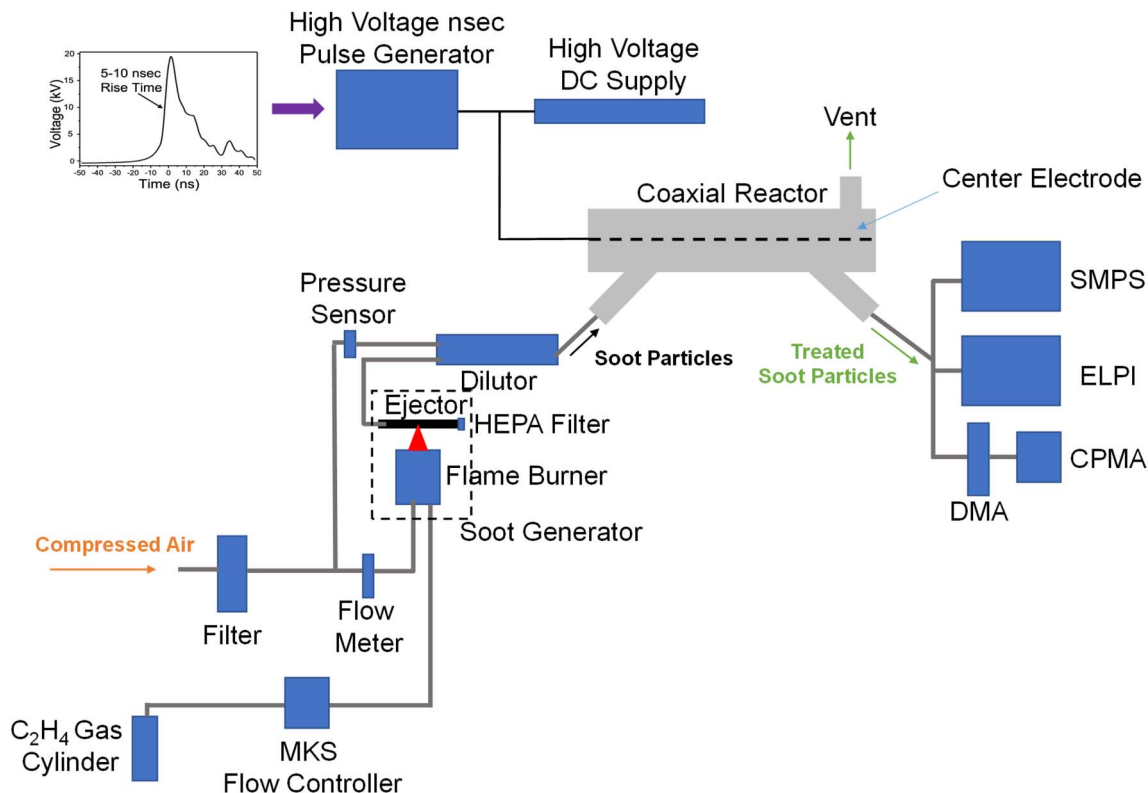 High Voltage nsec
Pulse Generator
High Voltage
DC Supply
20
15
10
5
0
Voltage (kV)
5-10 nsec
Rise Time
-50 -40 -30 -20 -10 0 10 20 30 40 50
Time (ns)
Vent
Coaxial Reactor
Center Electrode
Pressure
Sensor
SMPS
Soot Particles
Treated
Soot Particles
ELPI
Dilutor
Ejector
HEPA Filter
CPMA
Flame Burner
DMA
Soot Generator
Compressed Air
Filter
Flow
Meter
C₂H₄ Gas
Cylinder
MKS
Flow Controller